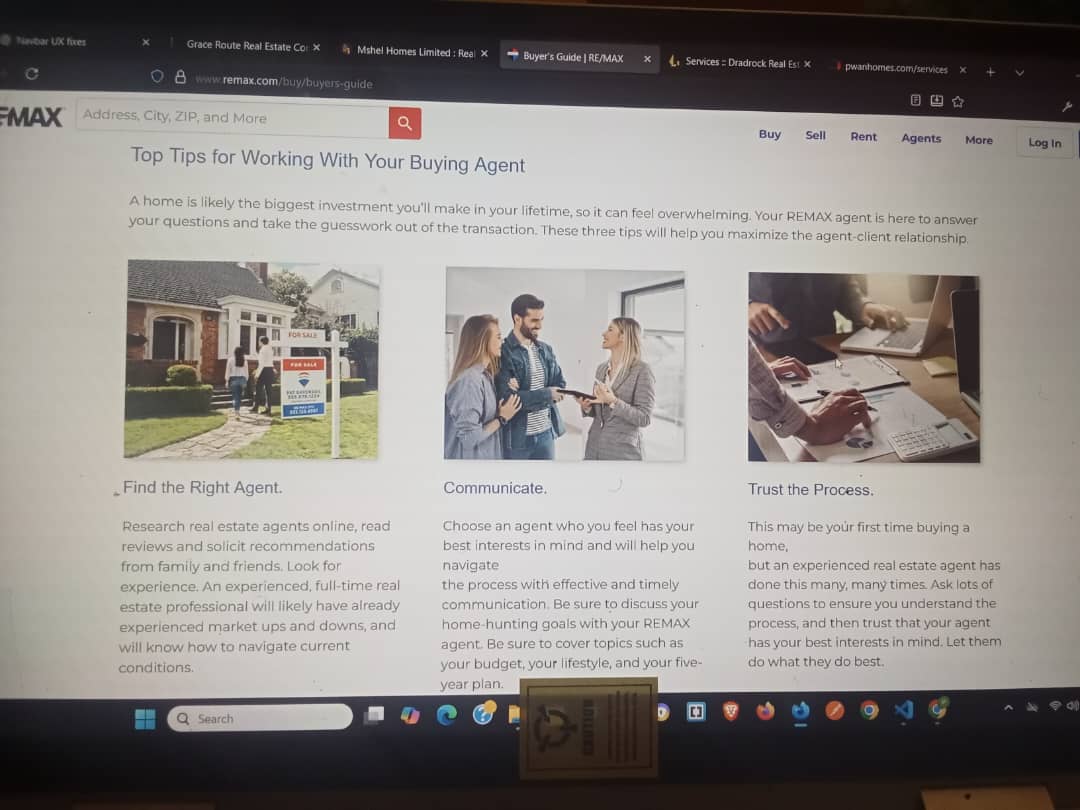 Navbar UX fixes
Grace Route Real Estate Co
Mshel Homes Limited : Real
Buyer's Guide | RE/MAX
Services :: Dradrock Real Est
pwanhomes.com/services
www.remax.com/buy/buyers-guide
EMAX
Address, City, ZIP, and More
Buy
Sell
Rent
Agents
More
Log In
Top Tips for Working With Your Buying Agent
A home is likely the biggest investment you'll make in your lifetime, so it can feel overwhelming. Your REMAX agent is here to answer
your questions and take the guesswork out of the transaction. These three tips will help you maximize the agent-client relationship.
FOR SALE
FOR SALE
Find the Right Agent.
Research real estate agents online, read
reviews and solicit recommendations
from family and friends. Look for
experience. An experienced, full-time real
estate professional will likely have already
experienced market ups and downs, and
will know how to navigate current
conditions.
Communicate.
Choose an agent who you feel has your
best interests in mind and will help you
navigate
the process with effective and timely
communication. Be sure to discuss your
home-hunting goals with your REMAX
agent. Be sure to cover topics such as
your budget, your lifestyle, and your five-
year plan.
Trust the Process.
This may be your first time buying a
home,
but an experienced real estate agent has
done this many, many times. Ask lots of
questions to ensure you understand the
process, and then trust that your agent
has your best interests in mind. Let them
do what they do best.
Search